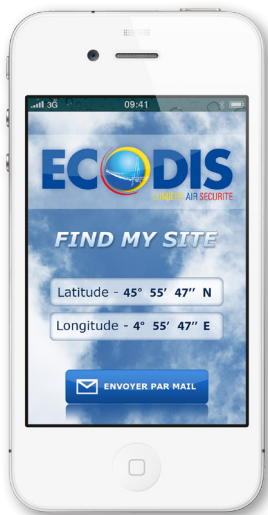 3G 09:41
ECODIS
AIR SECURITE
FIND MY SITE
Latitude - 45° 55' 47'' N
Longitude - 4° 55' 47'' E
ENVOYER PAR MAIL